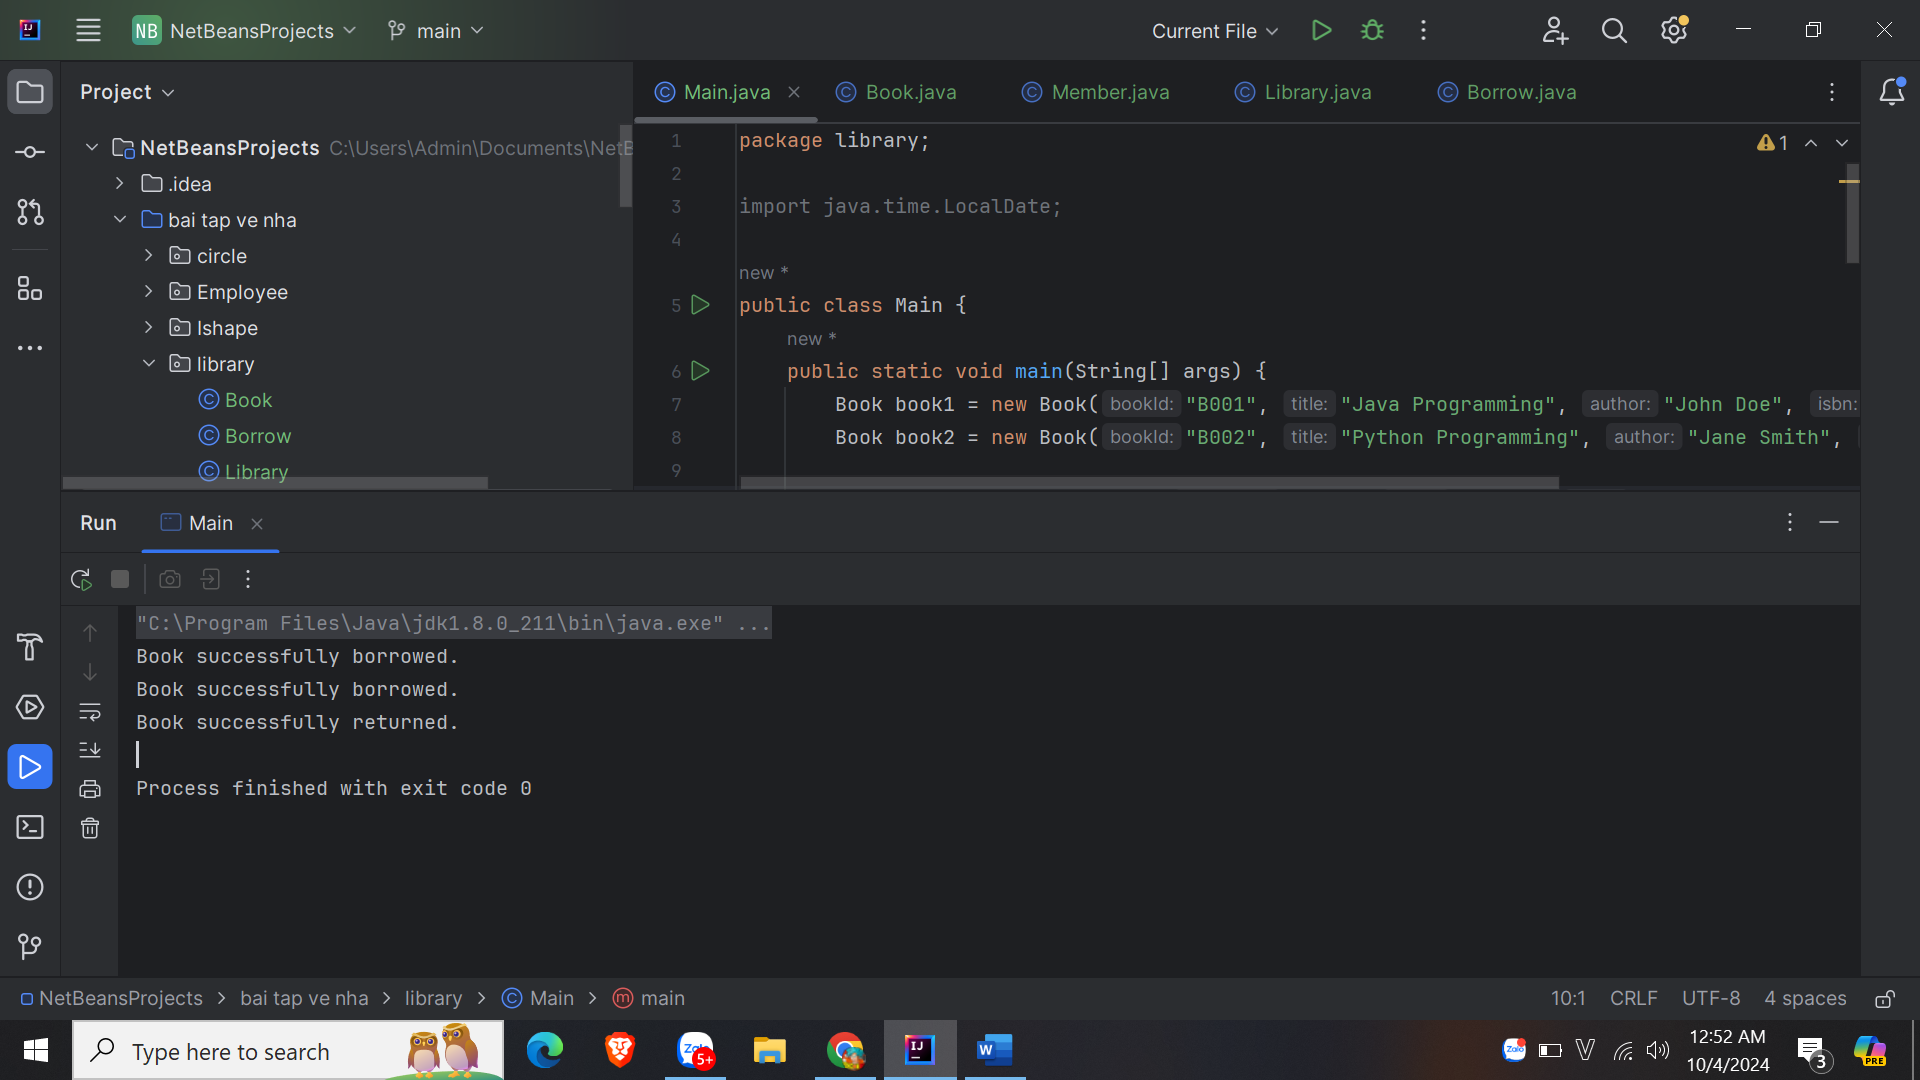 NB NetBeansProjects main Current File
Project
Main.java Book.java Member.java Library.java Borrow.java
NetBeansProjects C:\Users\Admin\Documents\NetB
.idea
bai tap ve nha
circle
Employee
Ishape
library
Book
Borrow
Library
1 package library;
1
2
3 import java.time.LocalDate;
4
new *
5 public class Main {
new *
6 public static void main(String[] args) {
7 Book book1 = new Book( bookId: "B001", title: "Java Programming", author: "John Doe", isbn:
8 Book book2 = new Book( bookId: "B002", title: "Python Programming", author: "Jane Smith",
9
Run Main
"C:\Program Files\Java\jdk1.8.0_211\bin\java.exe" ...
Book successfully borrowed.
Book successfully borrowed.
Book successfully returned.
Process finished with exit code 0
NetBeansProjects > bai tap ve nha > library > Main > main 10:1 CRLF UTF-8 4 spaces
Type here to search
12:52 AM
10/4/2024
5+
3
PRE